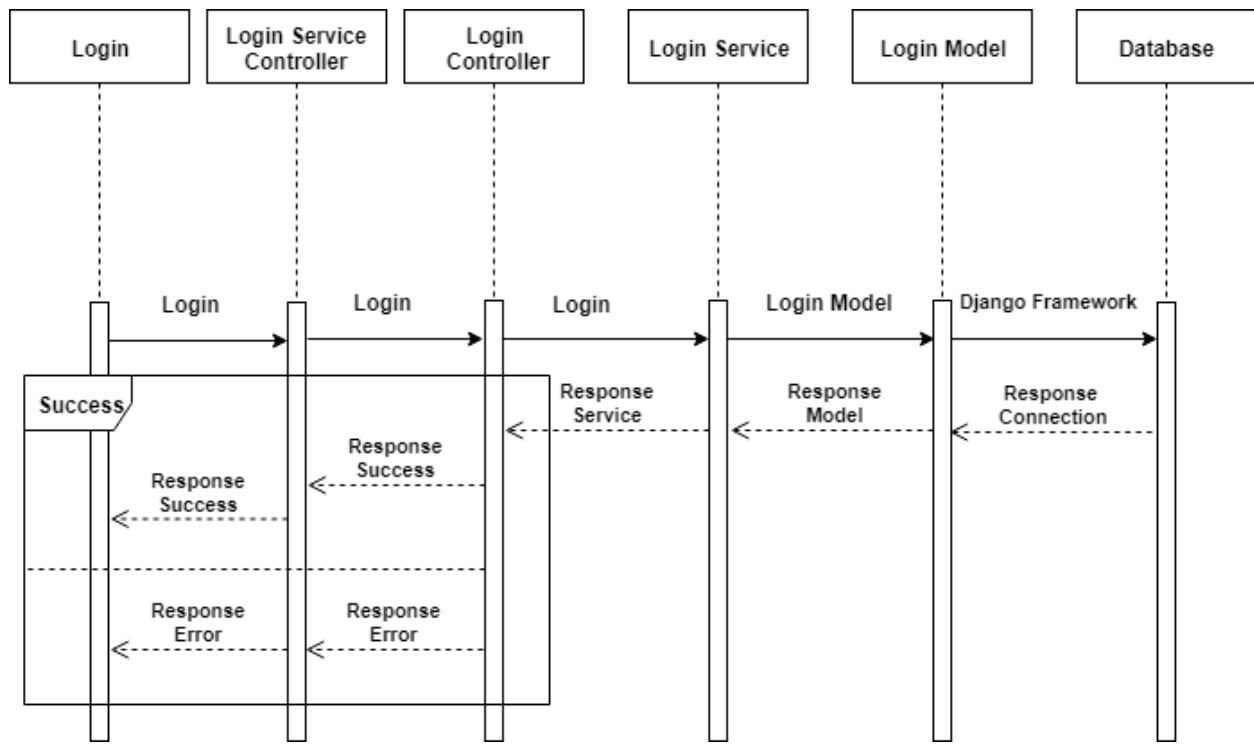 Login
Login Service
Controller
Login
Controller
Login Service
Login Model
Database
Login
Login
Login
Login Model
Django Framework
Success
Response
Service
Response
Model
Response
Connection
Response
Success
Response
Success
Response
Error
Response
Error